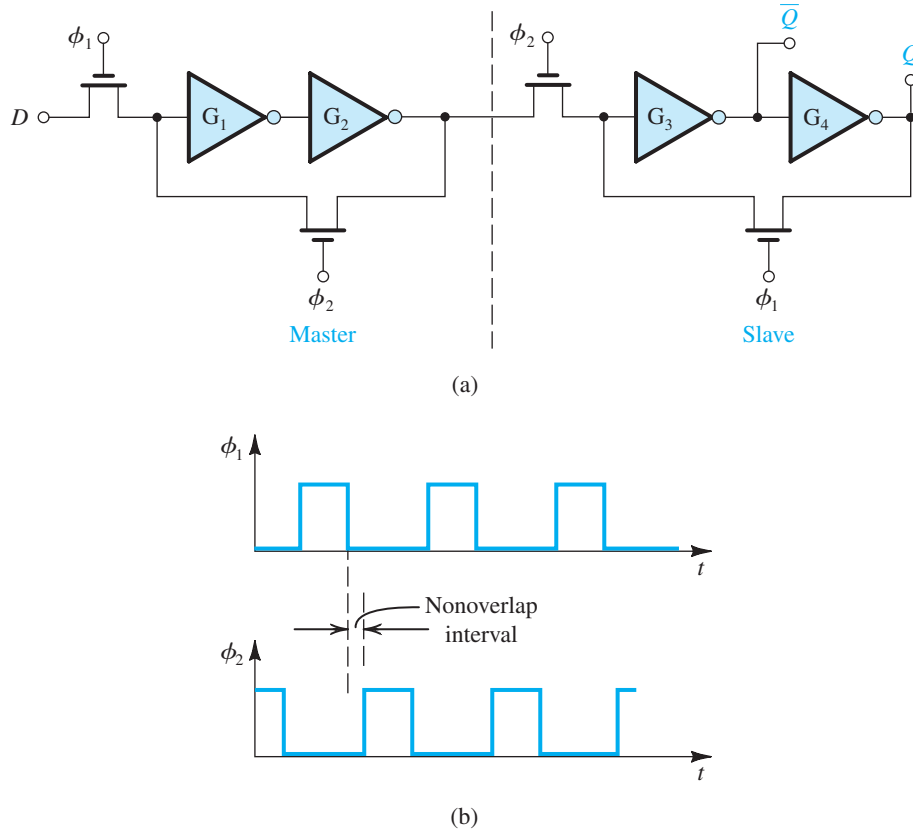 Q̅
Q
ϕ₁
ϕ₂
D
G₁
G₂
G₃
G₄
ϕ₂
ϕ₁
Master
Slave
(a)
ϕ₁
t
Nonoverlap
interval
ϕ₂
t
(b)